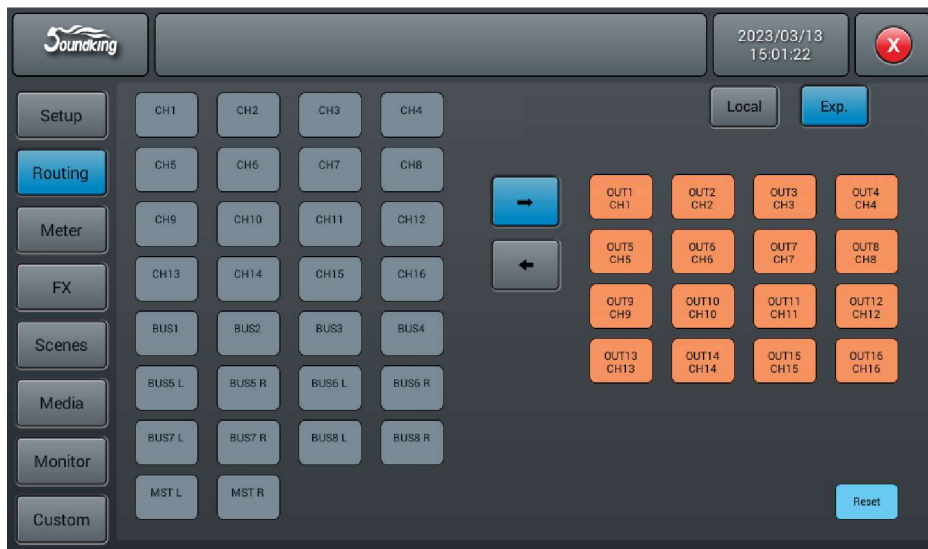 Soundking
2023/03/13
15:01:22
X
Setup
Routing
Meter
FX
Scenes
Media
Monitor
Custom
CH1 CH2 CH3 CH4
CH5 CH6 CH7 CH8
CH9 CH10 CH11 CH12
CH13 CH14 CH15 CH16
BUS1 BUS2 BUS3 BUS4
BUS5 L BUS5 R BUS6 L BUS6 R
BUS7 L BUS7 R BUS8 L BUS8 R
MST L MST R
→
←
Local Exp.
OUT1 OUT2 OUT3 OUT4
CH1 CH2 CH3 CH4
OUT5 OUT6 OUT7 OUT8
CH5 CH6 CH7 CH8
OUT9 OUT10 OUT11 OUT12
CH9 CH10 CH11 CH12
OUT13 OUT14 OUT15 OUT16
CH13 CH14 CH15 CH16
Reset